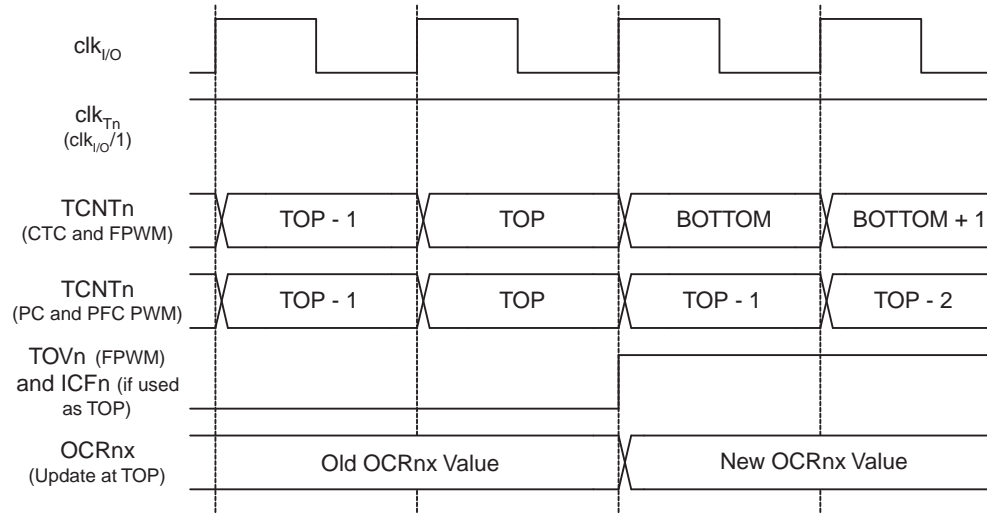 clkI/O
clkTn
(clkI/O/1)
TCNTn
(CTC and FPWM)
TOP - 1 TOP BOTTOM BOTTOM + 1
TCNTn
(PC and PFC PWM)
TOP - 1 TOP TOP - 1 TOP - 2
TOVn (FPWM)
and ICFn (if used
as TOP)
OCRnx
(Update at TOP)
Old OCRnx Value New OCRnx Value